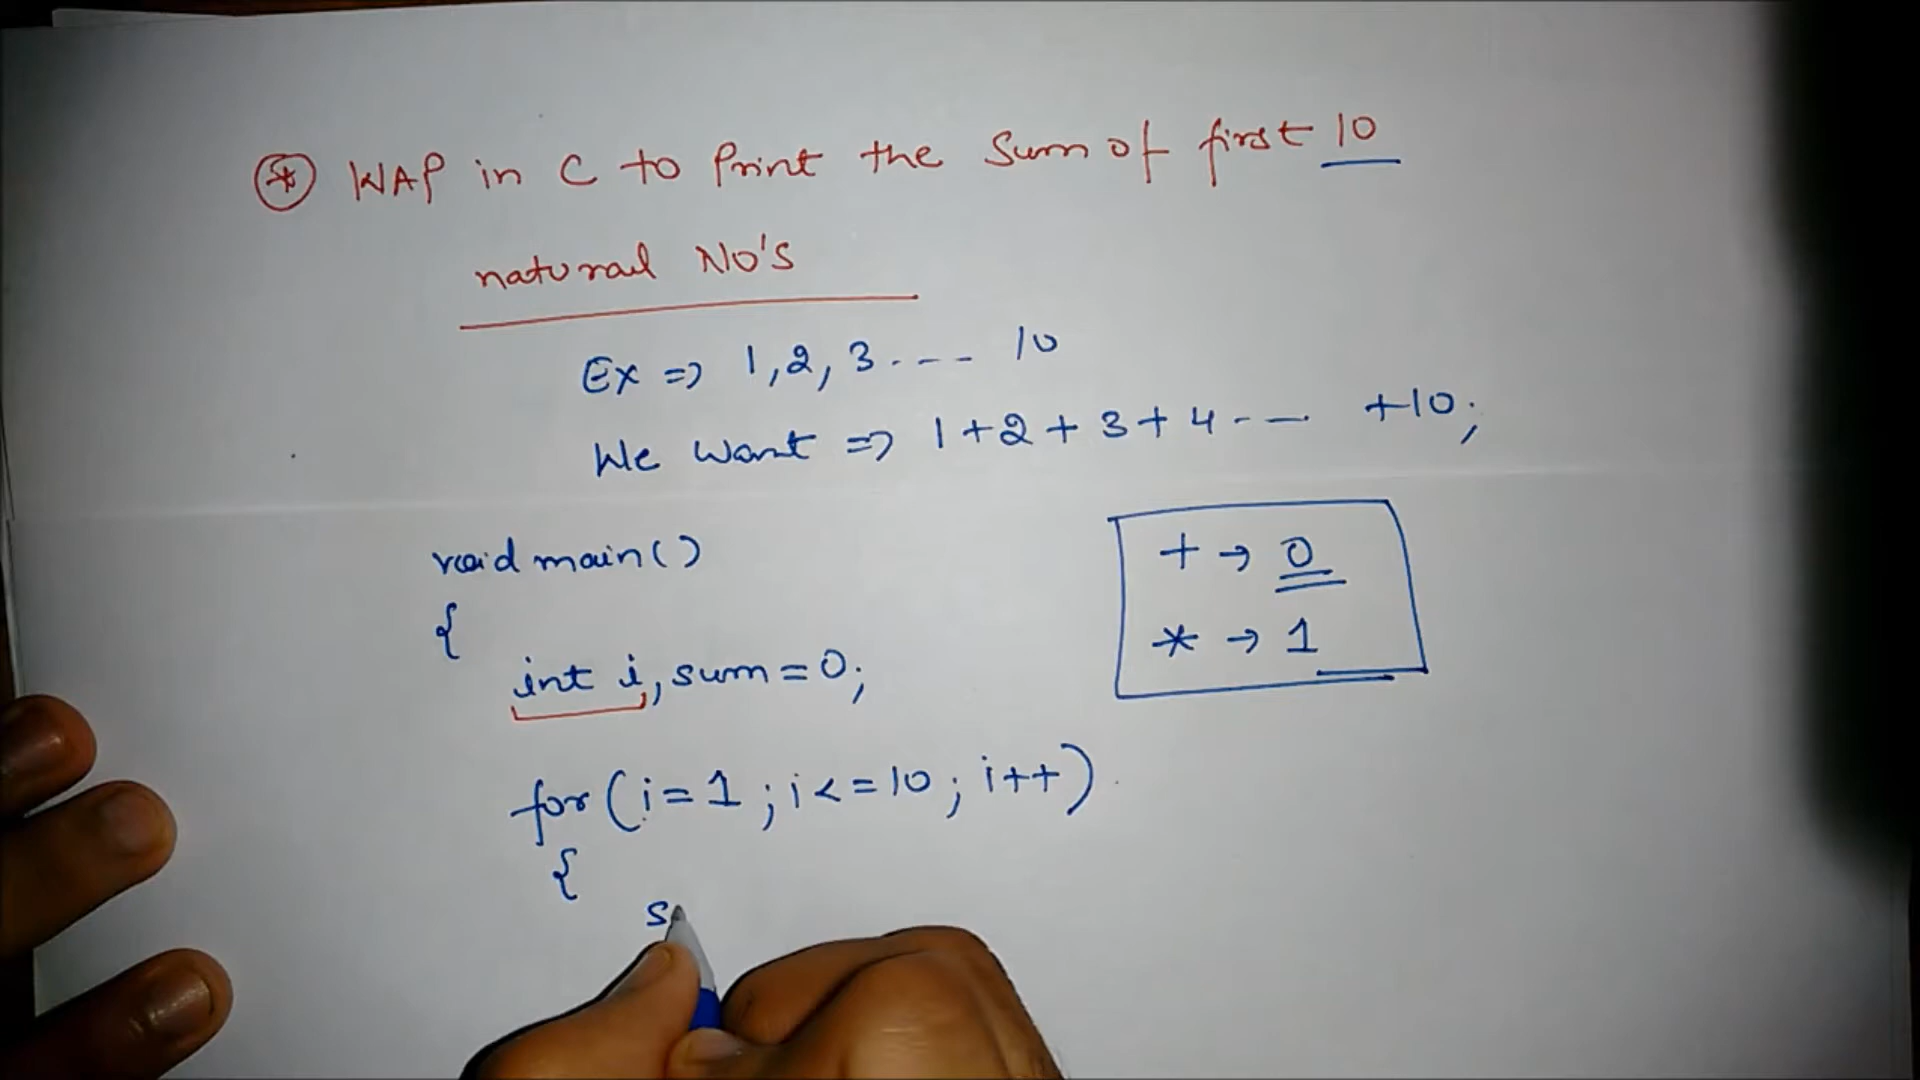 * WAP in C to Print the Sum of first 10
natural No's
Ex => 1,2,3---- 10
We Want => 1+2+3+4--- +10;
void main()
{
int i, sum=0;
+ → 0
* → 1
for(i=1;i<=10;i++)
{
s